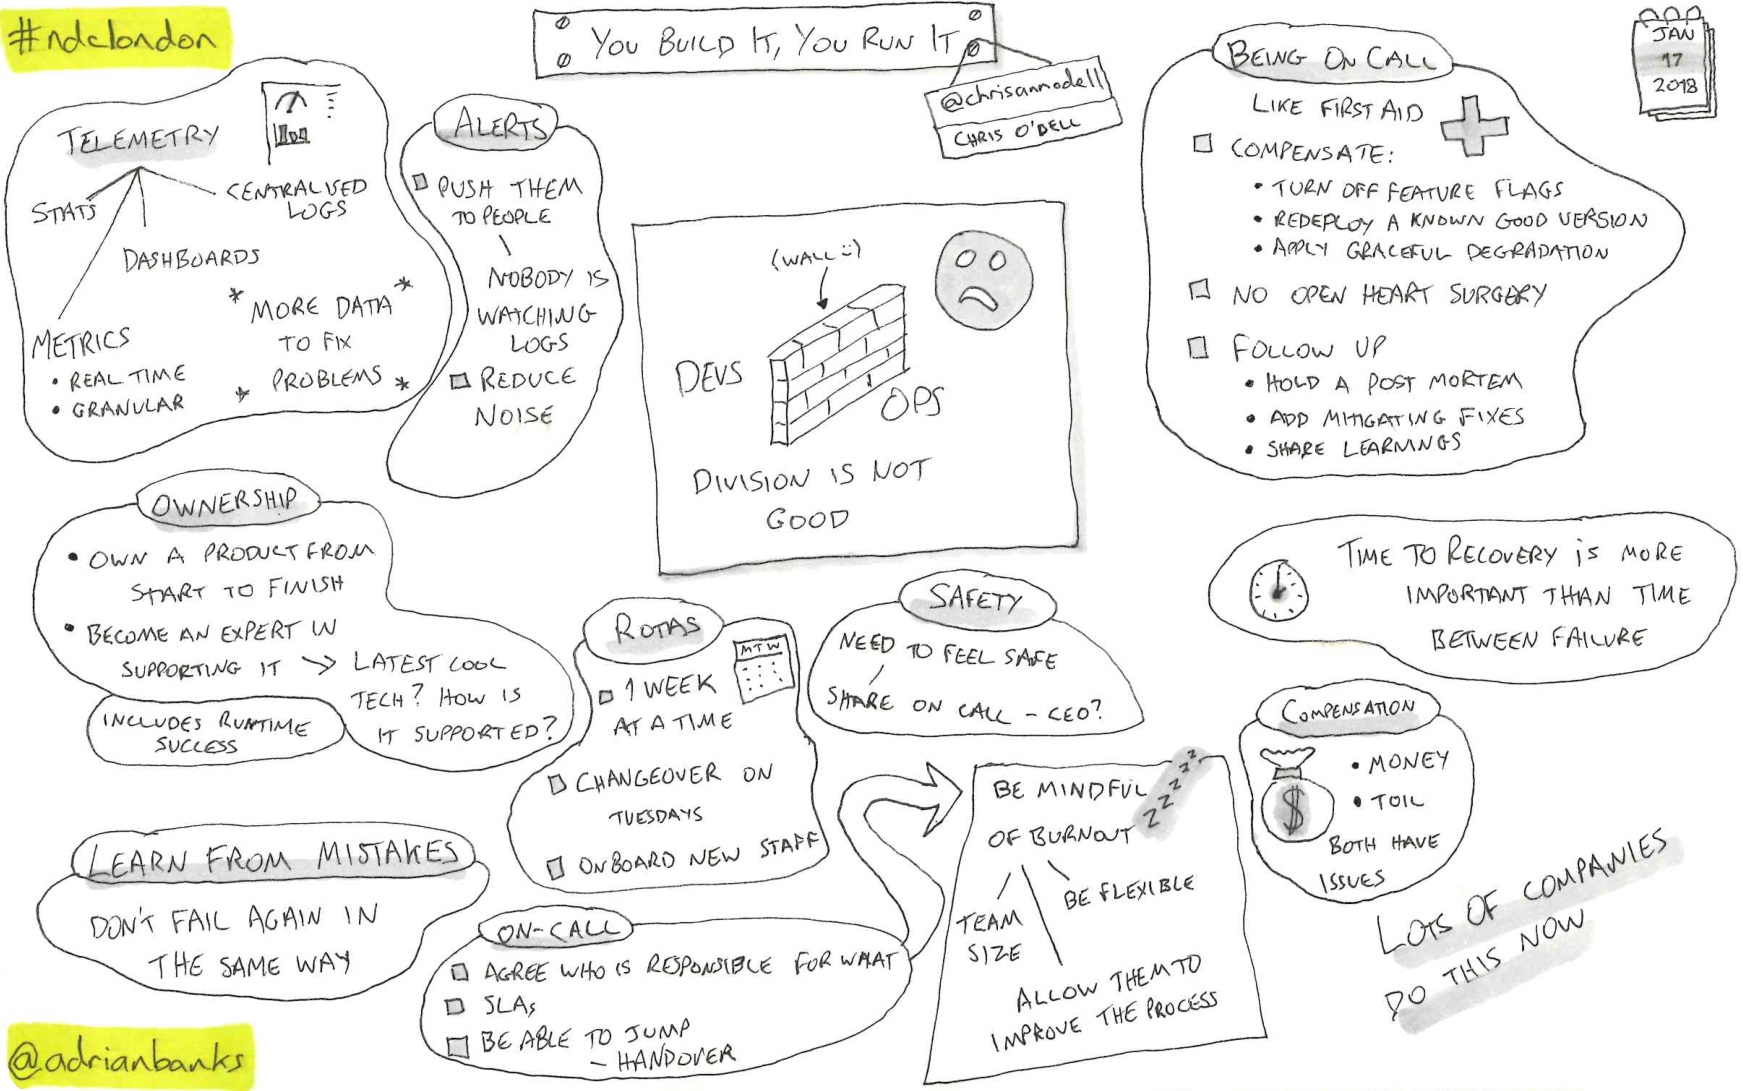 #ndclondon
YOU BUILD IT, YOU RUN IT
@chrisannodell
CHRIS O'DELL
JAN
17
2018
TELEMETRY
STATS
CENTRALISED
LOGS
DASHBOARDS
METRICS
• REAL TIME
• GRANULAR
* MORE DATA *
TO FIX
* PROBLEMS *
ALERTS
PUSH THEM
TO PEOPLE
NOBODY IS
WATCHING
LOGS
REDUCE
NOISE
(WALL :))
DEVS
OPS
DIVISION IS NOT
GOOD
BEING ON CALL
LIKE FIRST AID
COMPENSATE:
• TURN OFF FEATURE FLAGS
• REDEPLOY A KNOWN GOOD VERSION
• APPLY GRACEFUL DEGRADATION
NO OPEN HEART SURGERY
FOLLOW UP
• HOLD A POST MORTEM
• ADD MITIGATING FIXES
• SHARE LEARNINGS
OWNERSHIP
• OWN A PRODUCT FROM
START TO FINISH
• BECOME AN EXPERT IN
SUPPORTING IT
LATEST COOL
TECH? HOW IS
IT SUPPORTED?
INCLUDES RUNTIME
SUCCESS
ROTAS
MTW
1 WEEK
AT A TIME
CHANGEOVER ON
TUESDAYS
ONBOARD NEW STAFF
SAFETY
NEED TO FEEL SAFE
SHARE ON CALL - CEO?
TIME TO RECOVERY IS MORE
IMPORTANT THAN TIME
BETWEEN FAILURE
COMPENSATION
$
• MONEY
• TOIL
BOTH HAVE
ISSUES
LEARN FROM MISTAKES
DON'T FAIL AGAIN IN
THE SAME WAY
ON-CALL
AGREE WHO IS RESPONSIBLE FOR WHAT
SLAs
BE ABLE TO JUMP
- HANDOVER
BE MINDFUL
OF BURNOUT
ZZZZZZ
TEAM
SIZE
BE FLEXIBLE
ALLOW THEM TO
IMPROVE THE PROCESS
LOTS OF COMPANIES
DO THIS NOW
@adrianbanks